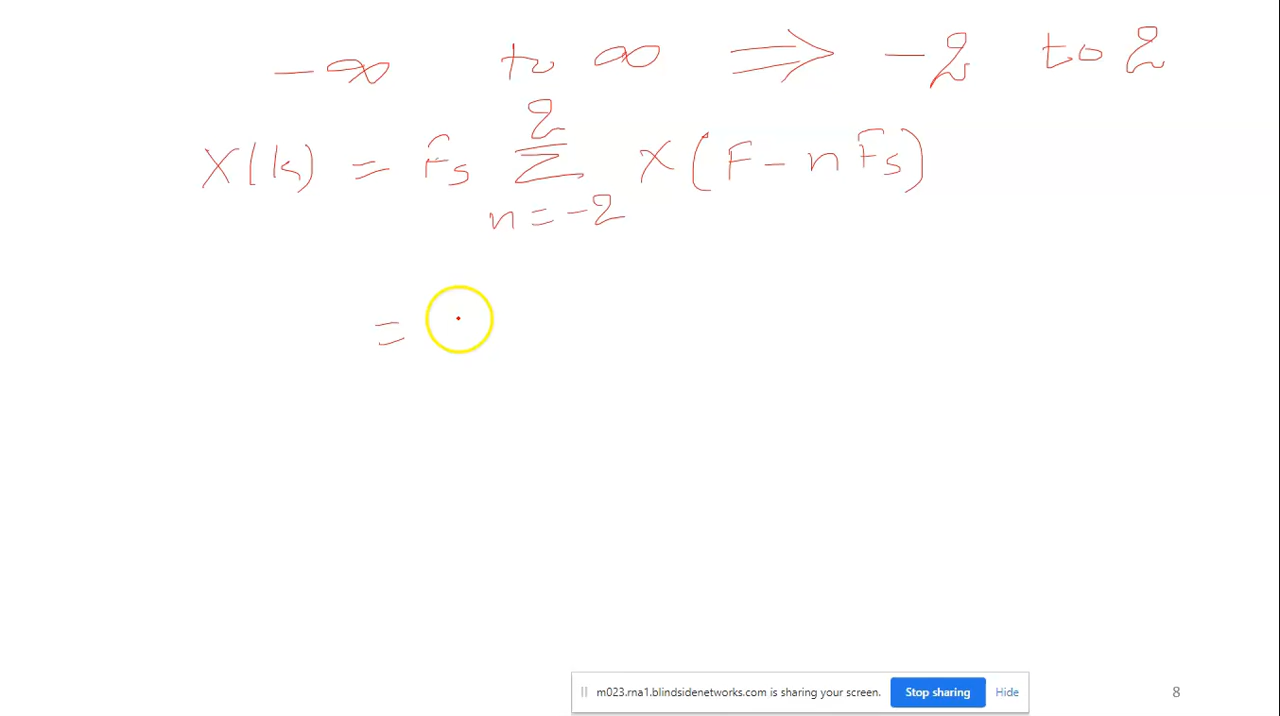 -∞ to ∞ ⇒ -2 to 2
X(k) = Fs 2∑n=-2 X(F-nFs)
=
m023.rna1.blindsidenetworks.com is sharing your screen. Stop sharing Hide
8